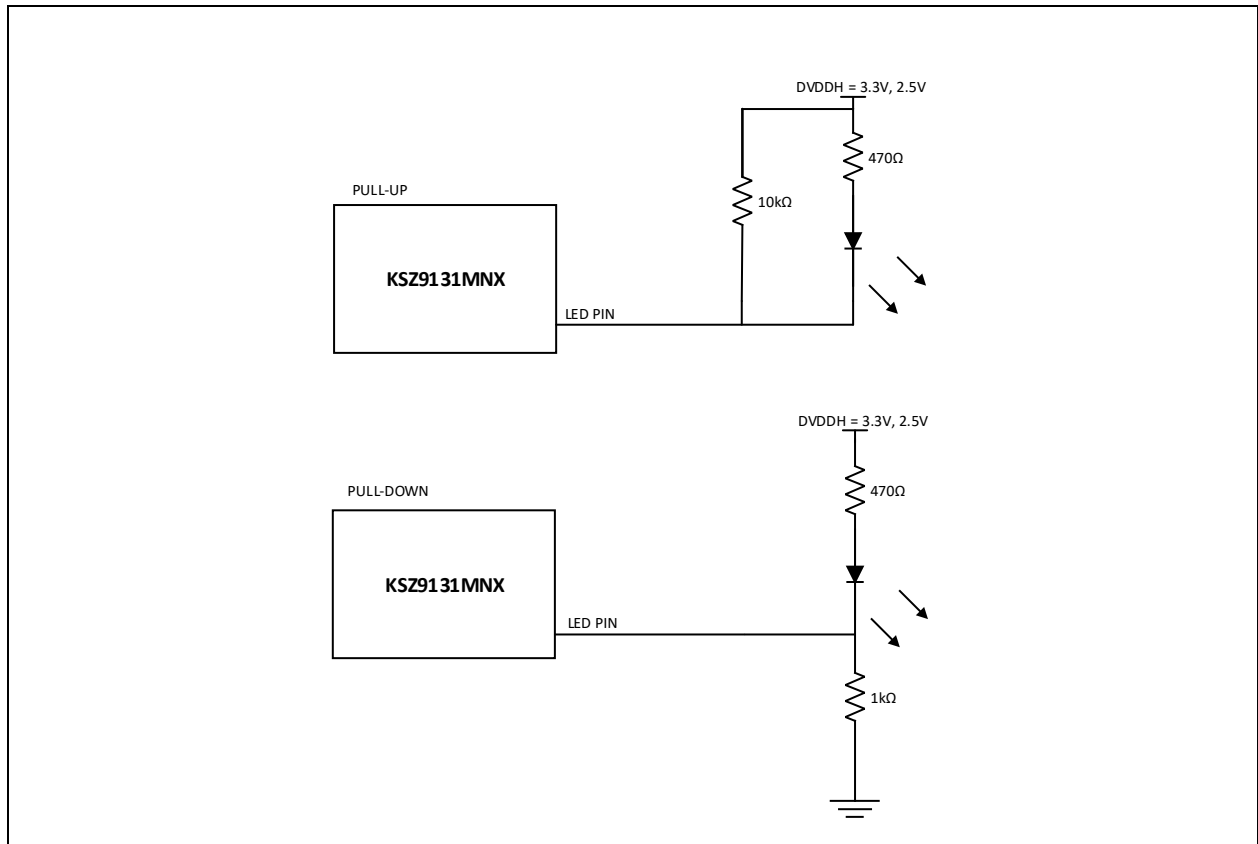 DVDDH = 3.3V, 2.5V
470Ω
10kΩ
PULL-UP
KSZ9131MNX
LED PIN
DVDDH = 3.3V, 2.5V
470Ω
PULL-DOWN
KSZ9131MNX
LED PIN
1kΩ